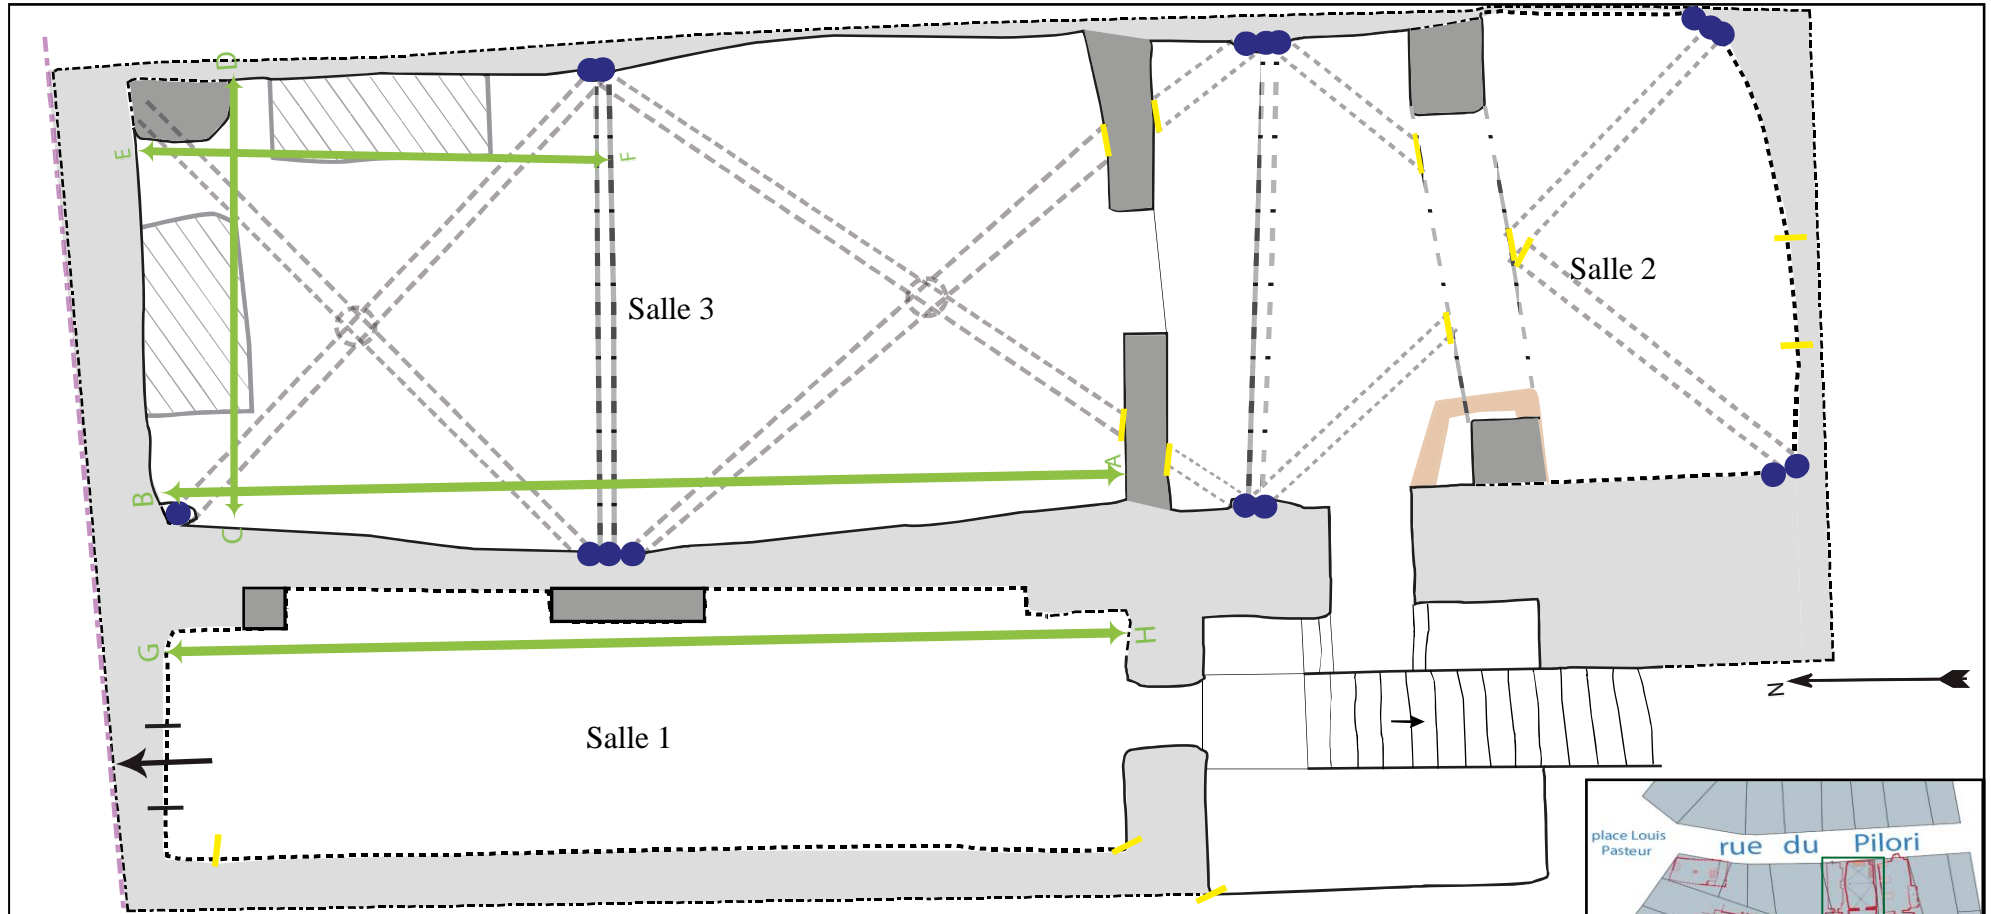 D
E
F
Salle 2
Salle 3
A
B
C
G
H
N
Salle 1
place Louis
Pasteur
rue du Pilori